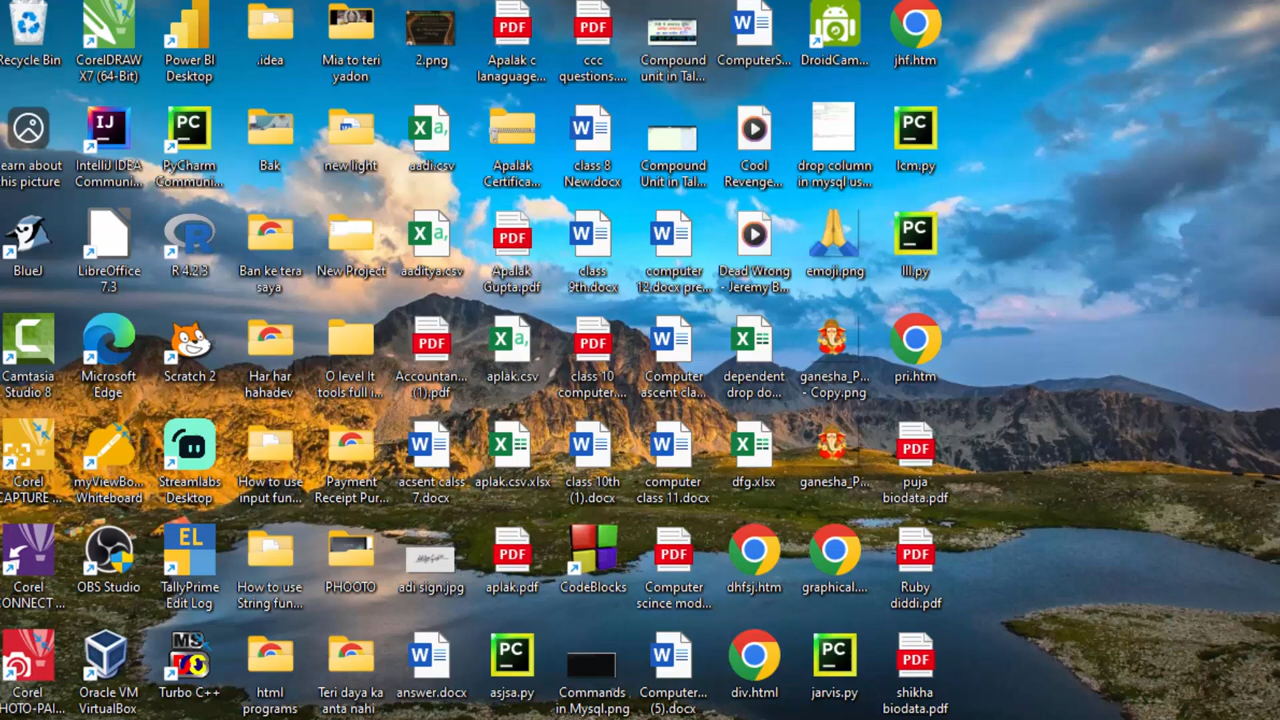 Recycle Bin
CorelDRAW
X7 (64-Bit)
Power BI
Desktop
.idea
Mia to teri
yadon
2.png
Apalak c
lanaguage...
ccc
questions....
Compound
unit in Tal...
ComputerS...
DroidCam...
jhf.htm
earn about
his picture
IntelliJ IDEA
Communi...
PyCharm
Communi...
Bak
new light
aadi.csv
Apalak
Certifica...
class 8
New.docx
Compound
Unit in Tal...
Cool
Revenge...
drop column
in mysql us...
lcm.py
BlueJ
LibreOffice
7.3
R 4.2.3
Ban ke tera
saya
New Project
aaditya.csv
Apalak
Gupta.pdf
class
9th.docx
computer
12.docx pre...
Dead Wrong
- Jeremy B...
emoji.png
lll.py
Camtasia
Studio 8
Microsoft
Edge
Scratch 2
Har har
hahadev
O level It
tools full i...
Accountan...
(1).pdf
aplak.csv
class 10
computer....
Computer
ascent cla...
dependent
drop do...
ganesha_P...
- Copy.png
pri.htm
Corel
CAPTURE ...
myViewBo...
Whiteboard
Streamlabs
Desktop
How to use
input fun...
Payment
Receipt Pur...
acsent calss
7.docx
aplak.csv.xlsx
class 10th
(1).docx
computer
class 11.docx
dfg.xlsx
ganesha_P...
puja
biodata.pdf
Corel
CONNECT ...
OBS Studio
TallyPrime
Edit Log
How to use
String fun...
PHOOTO
adi sign.jpg
aplak.pdf
CodeBlocks
Computer
scince mod...
dhfsj.htm
graphical....
Ruby
diddi.pdf
Corel
HOTO-PAI...
Oracle VM
VirtualBox
Turbo C++
html
programs
Teri daya ka
anta nahi
answer.docx
asjsa.py
Commands
in Mysql.png
Computer...
(5).docx
div.html
jarvis.py
shikha
biodata.pdf